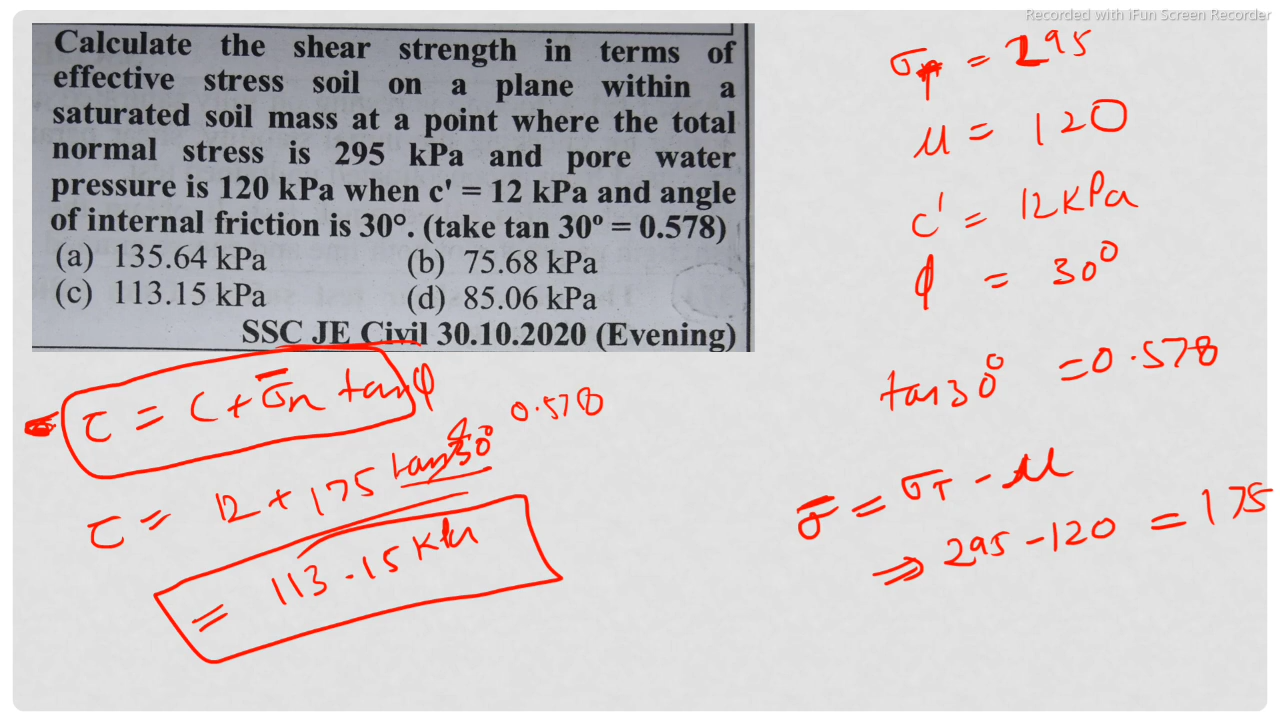 Recorded with iFun Screen Recorder
Calculate the shear strength in terms of
effective stress soil on a plane within a
saturated soil mass at a point where the total
normal stress is 295 kPa and pore water
pressure is 120 kPa when c' = 12 kPa and angle
of internal friction is 30°. (take tan 30° = 0.578)
(a) 135.64 kPa (b) 75.68 kPa
(c) 113.15 kPa (d) 85.06 kPa
SSC JE Civil 30.10.2020 (Evening)
τ = C + σ̄n tan φ
τ = 12 + 175 tan 30° 0.578
= 113.15 kPa
σT = 295
u = 120
c' = 12 kPa
φ = 30°
tan 30° = 0.578
σ̄ = σT - u
⇒ 295 - 120 = 175